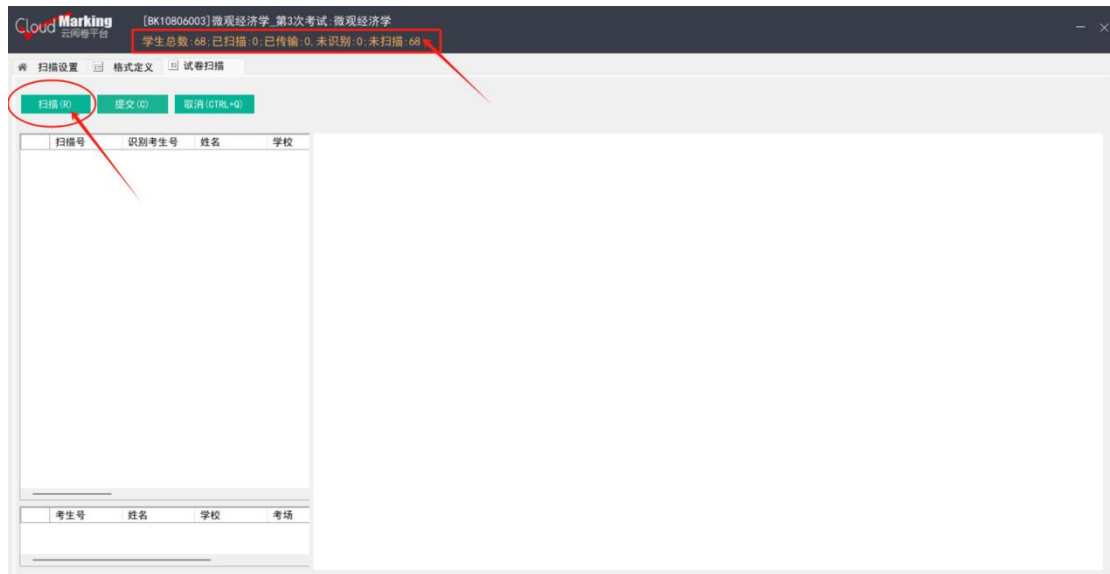 Cloud Marking
云阅卷平台
[BK10806003]微观经济学_第3次考试:微观经济学
学生总数:68;已扫描:0;已传输:0,未识别:0;未扫描:68
扫描设置 格式定义 试卷扫描
扫描(R) 提交(C) 取消(CTRL+Q)
扫描号 识别考生号 姓名 学校
考生号 姓名 学校 考场